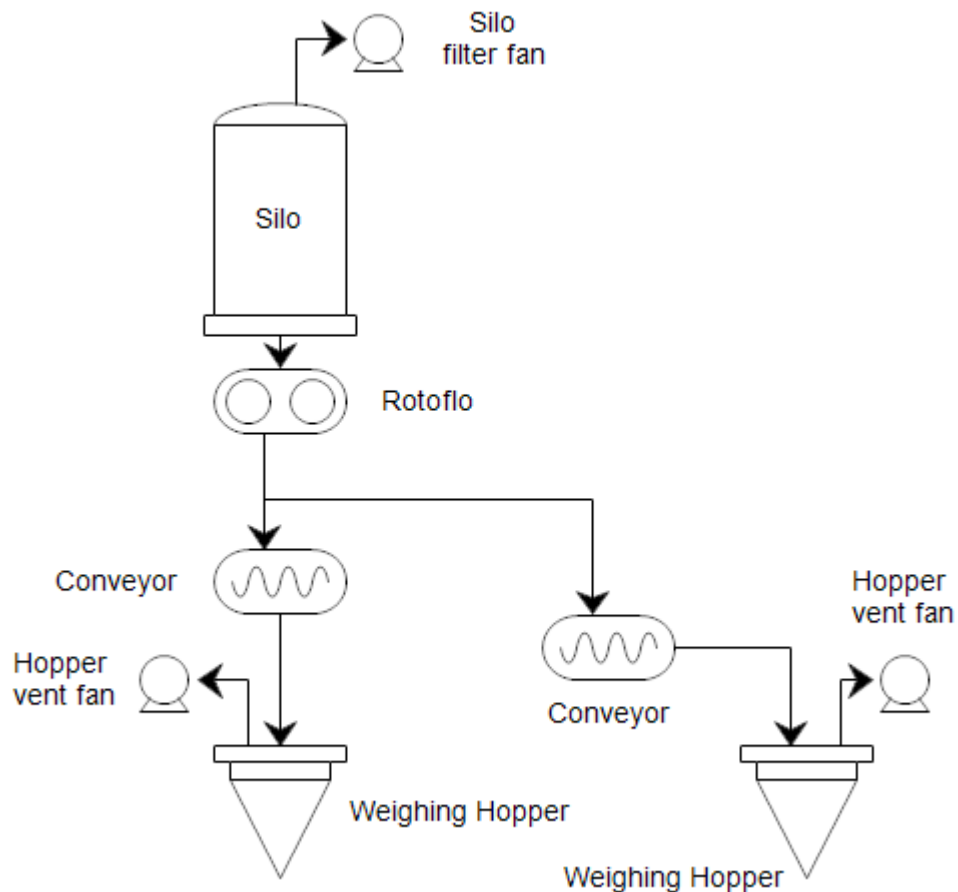 Silo
filter fan
Silo
Rotoflo
Conveyor
Hopper
vent fan
Hopper
vent fan
Conveyor
Weighing Hopper
Weighing Hopper